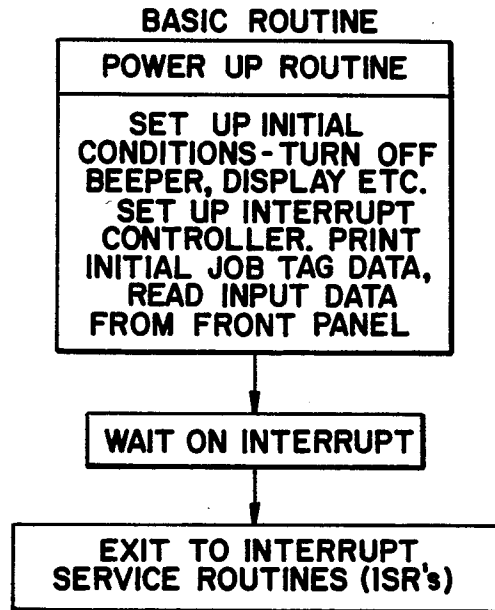 BASIC ROUTINE
POWER UP ROUTINE
SET UP INITIAL
CONDITIONS-TURN OFF
BEEPER, DISPLAY ETC.
SET UP INTERRUPT
CONTROLLER. PRINT
INITIAL JOB TAG DATA,
READ INPUT DATA
FROM FRONT PANEL
WAIT ON INTERRUPT
EXIT TO INTERRUPT
SERVICE ROUTINES (ISR's)